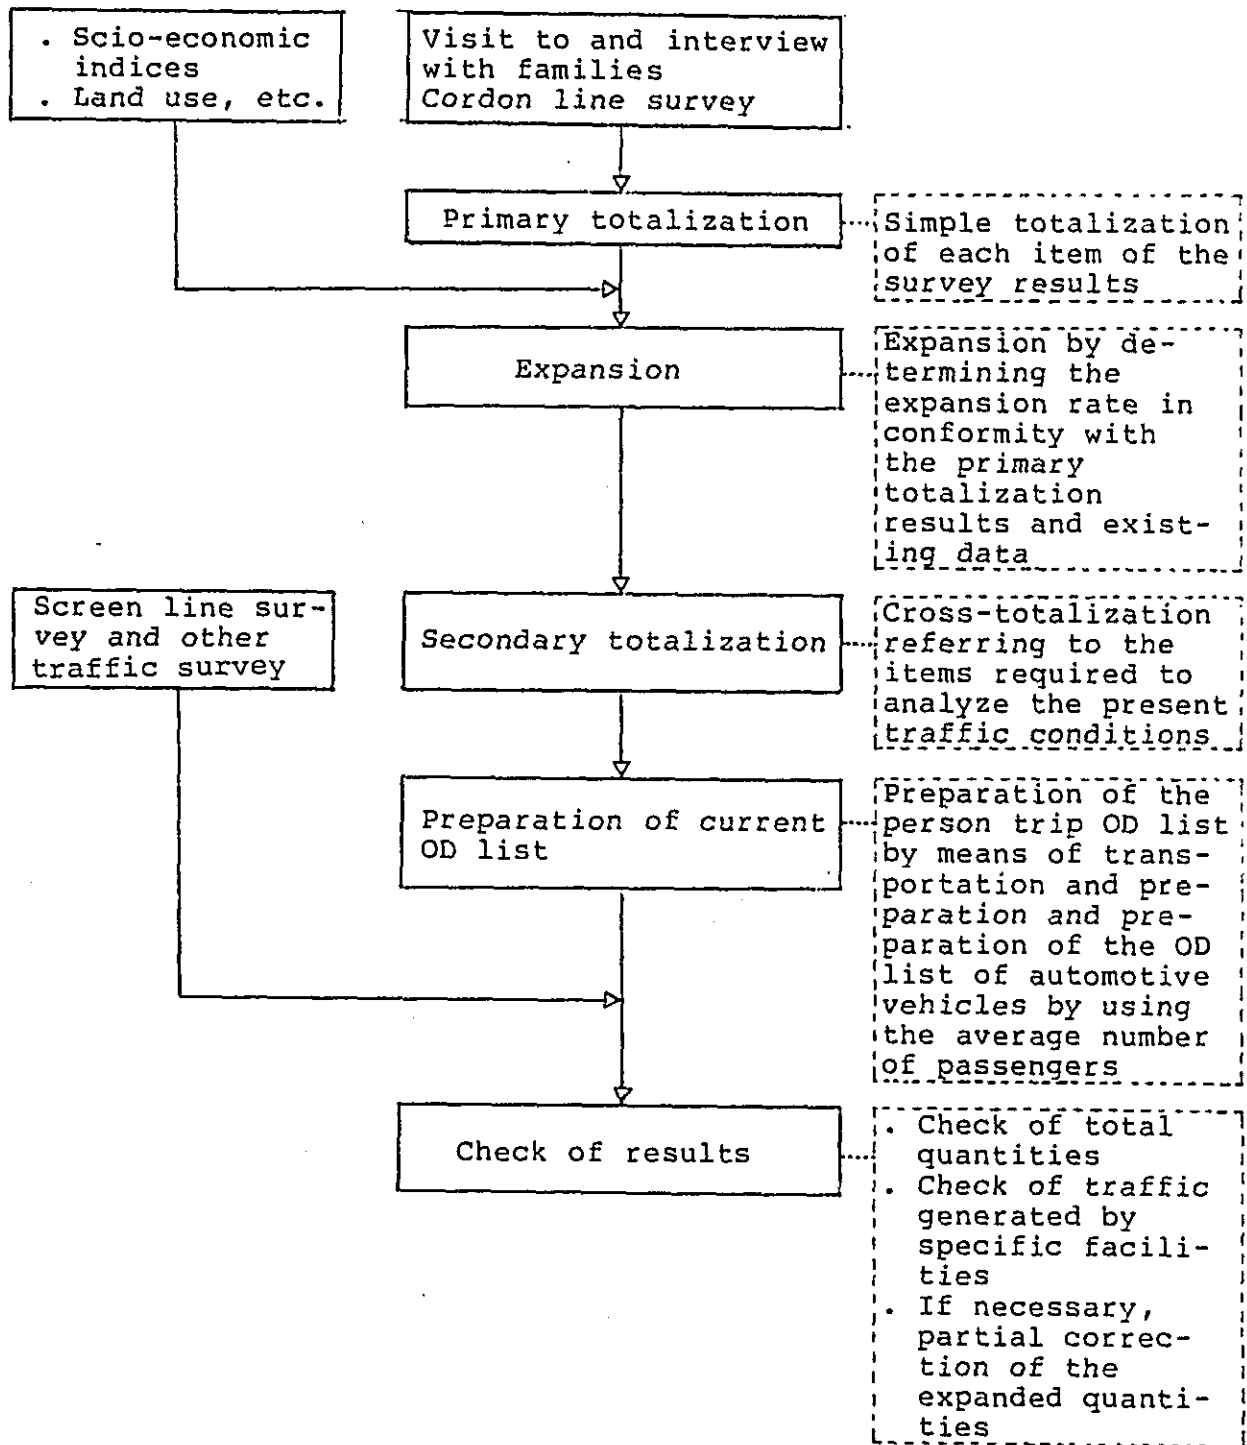 . Scio-economic
indices
. Land use, etc.
Visit to and interview
with families
Cordon line survey
Primary totalization
Simple totalization
of each item of the
survey results
Expansion
Expansion by de-
termining the
expansion rate in
conformity with
the primary
totalization
results and exist-
ing data
Screen line sur-
vey and other
traffic survey
Secondary totalization
Cross-totalization
referring to the
items required to
analyze the present
traffic conditions
Preparation of current
OD list
Preparation of the
person trip OD list
by means of trans-
portation and pre-
paration and pre-
paration of the OD
list of automotive
vehicles by using
the average number
of passengers
Check of results
. Check of total
quantities
. Check of traffic
generated by
specific facili-
ties
. If necessary,
partial correc-
tion of the
expanded quanti-
ties